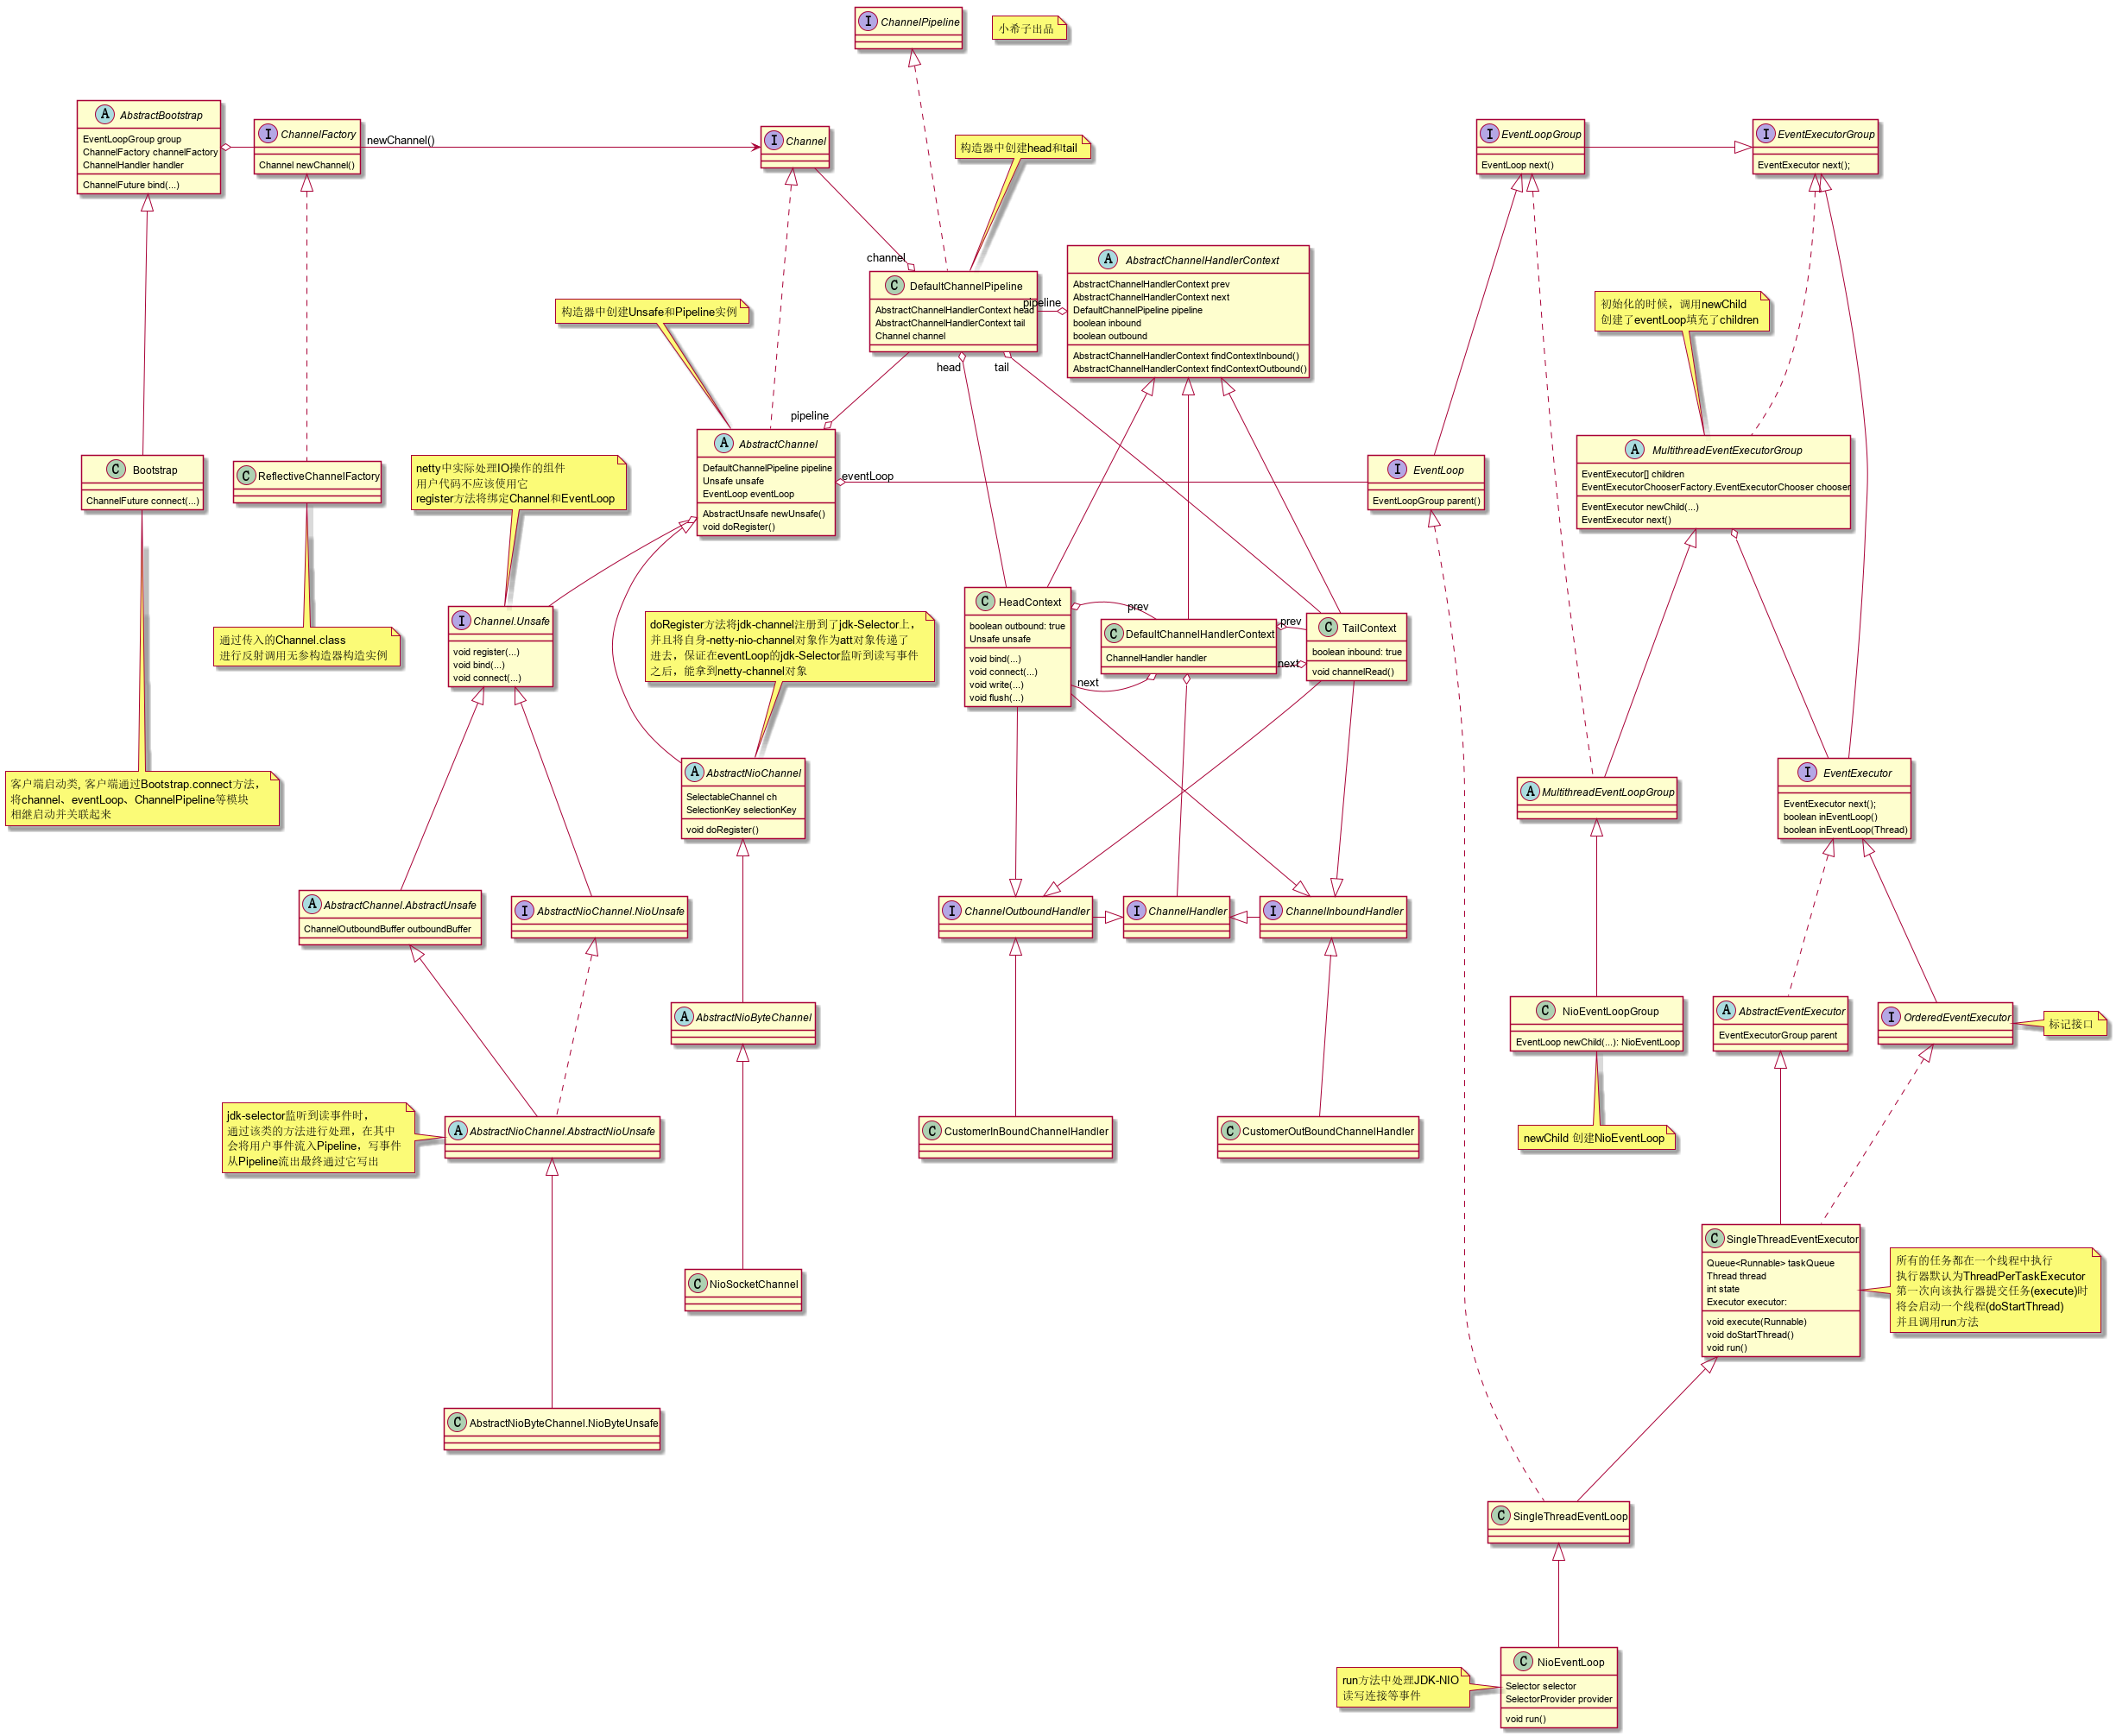 I ChannelPipeline
小希子出品
A AbstractBootstrap
EventLoopGroup group
ChannelFactory channelFactory
ChannelHandler handler
ChannelFuture bind(...)
I ChannelFactory
Channel newChannel()
newChannel()
I Channel
构造器中创建head和tail
I EventLoopGroup
EventLoop next()
I EventExecutorGroup
EventExecutor next();
channel
C DefaultChannelPipeline
AbstractChannelHandlerContext head
AbstractChannelHandlerContext tail
Channel channel
pipeline
A AbstractChannelHandlerContext
AbstractChannelHandlerContext prev
AbstractChannelHandlerContext next
DefaultChannelPipeline pipeline
boolean inbound
boolean outbound
AbstractChannelHandlerContext findContextInbound()
AbstractChannelHandlerContext findContextOutbound()
构造器中创建Unsafe和Pipeline实例
初始化的时候，调用newChild
创建了eventLoop填充了children
head
tail
pipeline
A AbstractChannel
DefaultChannelPipeline pipeline
Unsafe unsafe
EventLoop eventLoop
AbstractUnsafe newUnsafe()
void doRegister()
eventLoop
I EventLoop
EventLoopGroup parent()
A MultithreadEventExecutorGroup
EventExecutor[] children
EventExecutorChooserFactory.EventExecutorChooser chooser
EventExecutor newChild(...)
EventExecutor next()
C Bootstrap
ChannelFuture connect(...)
C ReflectiveChannelFactory
netty中实际处理IO操作的组件
用户代码不应该使用它
register方法将绑定Channel和EventLoop
I Channel.Unsafe
void register(...)
void bind(...)
void connect(...)
通过传入的Channel.class
进行反射调用无参构造器构造实例
doRegister方法将jdk-channel注册到了jdk-Selector上，
并且将自身-netty-nio-channel对象作为att对象传递了
进去，保证在eventLoop的jdk-Selector监听到读写事件
之后，能拿到netty-channel对象
C HeadContext
boolean outbound: true
Unsafe unsafe
void bind(...)
void connect(...)
void write(...)
void flush(...)
prev
next
C DefaultChannelHandlerContext
ChannelHandler handler
prev
next
C TailContext
boolean inbound: true
void channelRead()
客户端启动类, 客户端通过Bootstrap.connect方法，
将channel、eventLoop、ChannelPipeline等模块
相继启动并关联起来
A AbstractNioChannel
SelectableChannel ch
SelectionKey selectionKey
void doRegister()
A MultithreadEventLoopGroup
I EventExecutor
EventExecutor next();
boolean inEventLoop()
boolean inEventLoop(Thread)
A AbstractChannel.AbstractUnsafe
ChannelOutboundBuffer outboundBuffer
I AbstractNioChannel.NioUnsafe
I ChannelOutboundHandler
I ChannelHandler
I ChannelInboundHandler
A AbstractNioByteChannel
C NioEventLoopGroup
EventLoop newChild(...): NioEventLoop
A AbstractEventExecutor
EventExecutorGroup parent
I OrderedEventExecutor
标记接口
jdk-selector监听到读事件时，
通过该类的方法进行处理，在其中
会将用户事件流入Pipeline，写事件
从Pipeline流出最终通过它写出
A AbstractNioChannel.AbstractNioUnsafe
C CustomerInBoundChannelHandler
C CustomerOutBoundChannelHandler
newChild 创建NioEventLoop
C NioSocketChannel
C SingleThreadEventExecutor
Queue<Runnable> taskQueue
Thread thread
int state
Executor executor:
void execute(Runnable)
void doStartThread()
void run()
所有的任务都在一个线程中执行
执行器默认为ThreadPerTaskExecutor
第一次向该执行器提交任务(execute)时
将会启动一个线程(doStartThread)
并且调用run方法
C AbstractNioByteChannel.NioByteUnsafe
C SingleThreadEventLoop
run方法中处理JDK-NIO
读写连接等事件
C NioEventLoop
Selector selector
SelectorProvider provider
void run()